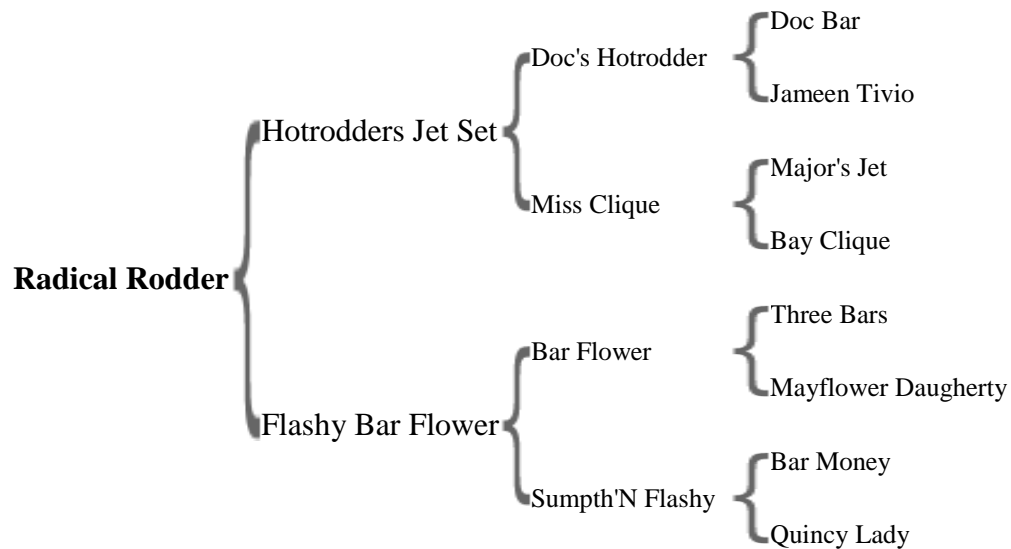 Doc Bar
Doc's Hotrodder
Jameen Tivio
Hotrodders Jet Set
Major's Jet
Miss Clique
Bay Clique
Radical Rodder
Three Bars
Bar Flower
Mayflower Daugherty
Flashy Bar Flower
Bar Money
Sumpth'N Flashy
Quincy Lady